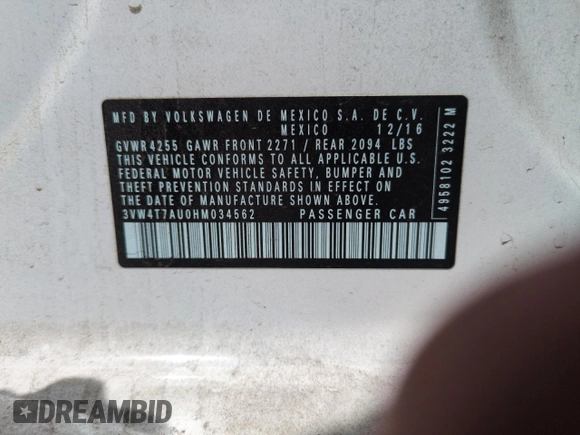 MFD BY VOLKSWAGEN DE MEXICO S.A. DE C.V.
MEXICO 12/16
GVWR 4255 GAWR FRONT 2271 / REAR 2094 LBS
THIS VEHICLE CONFORMS TO ALL APPLICABLE U.S.
FEDERAL MOTOR VEHICLE SAFETY, BUMPER AND
THEFT PREVENTION STANDARDS IN EFFECT ON
THE DATE OF MANUFACTURE SHOWN ABOVE.
3VW4T7AU0HM034562 PASSENGER CAR
4958102 3222 M
DREAMBID